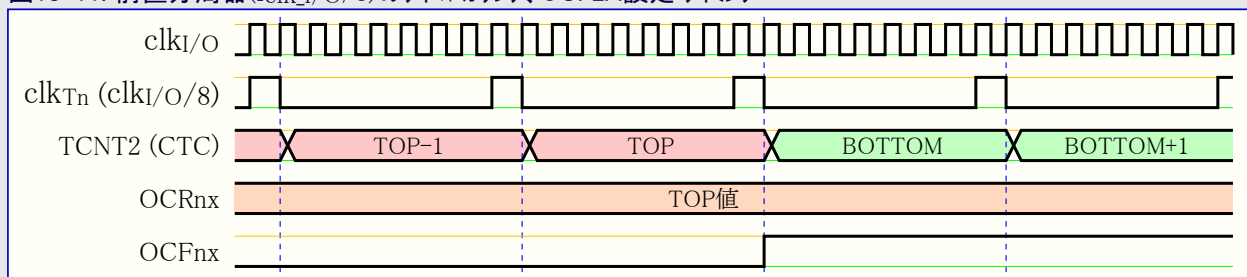 clkI/O
clkTn (clkI/O/8)
TCNT2 (CTC) TOP-1 TOP BOTTOM BOTTOM+1
OCRnx TOP値
OCFnx